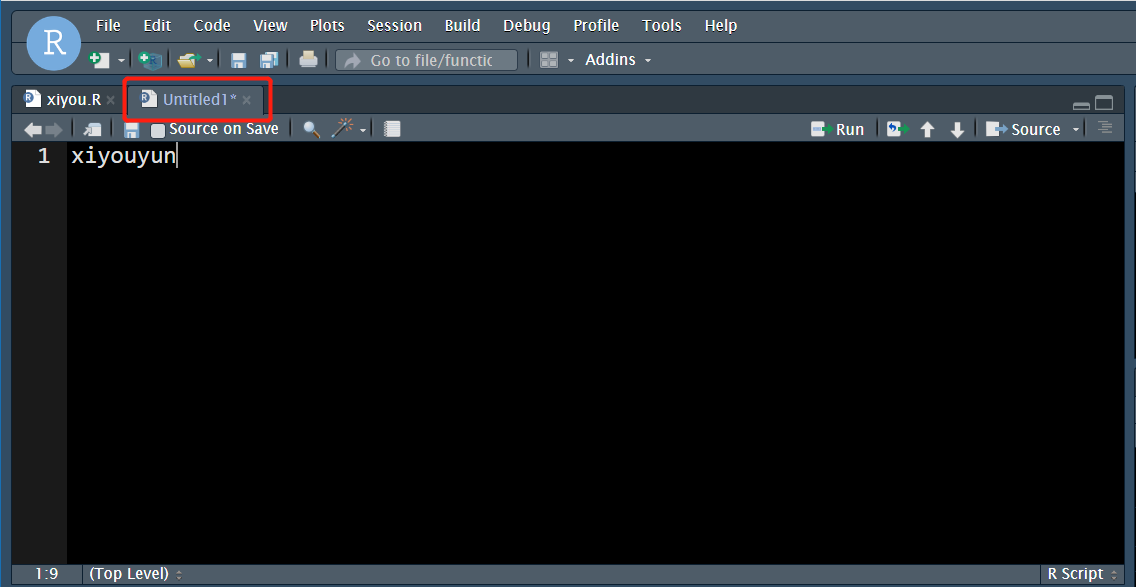 R
File Edit Code View Plots Session Build Debug Profile Tools Help
Go to file/functic Addins
xiyou.R Untitled1*
Source on Save Run Source
1 xiyouyun
1:9 (Top Level) R Script